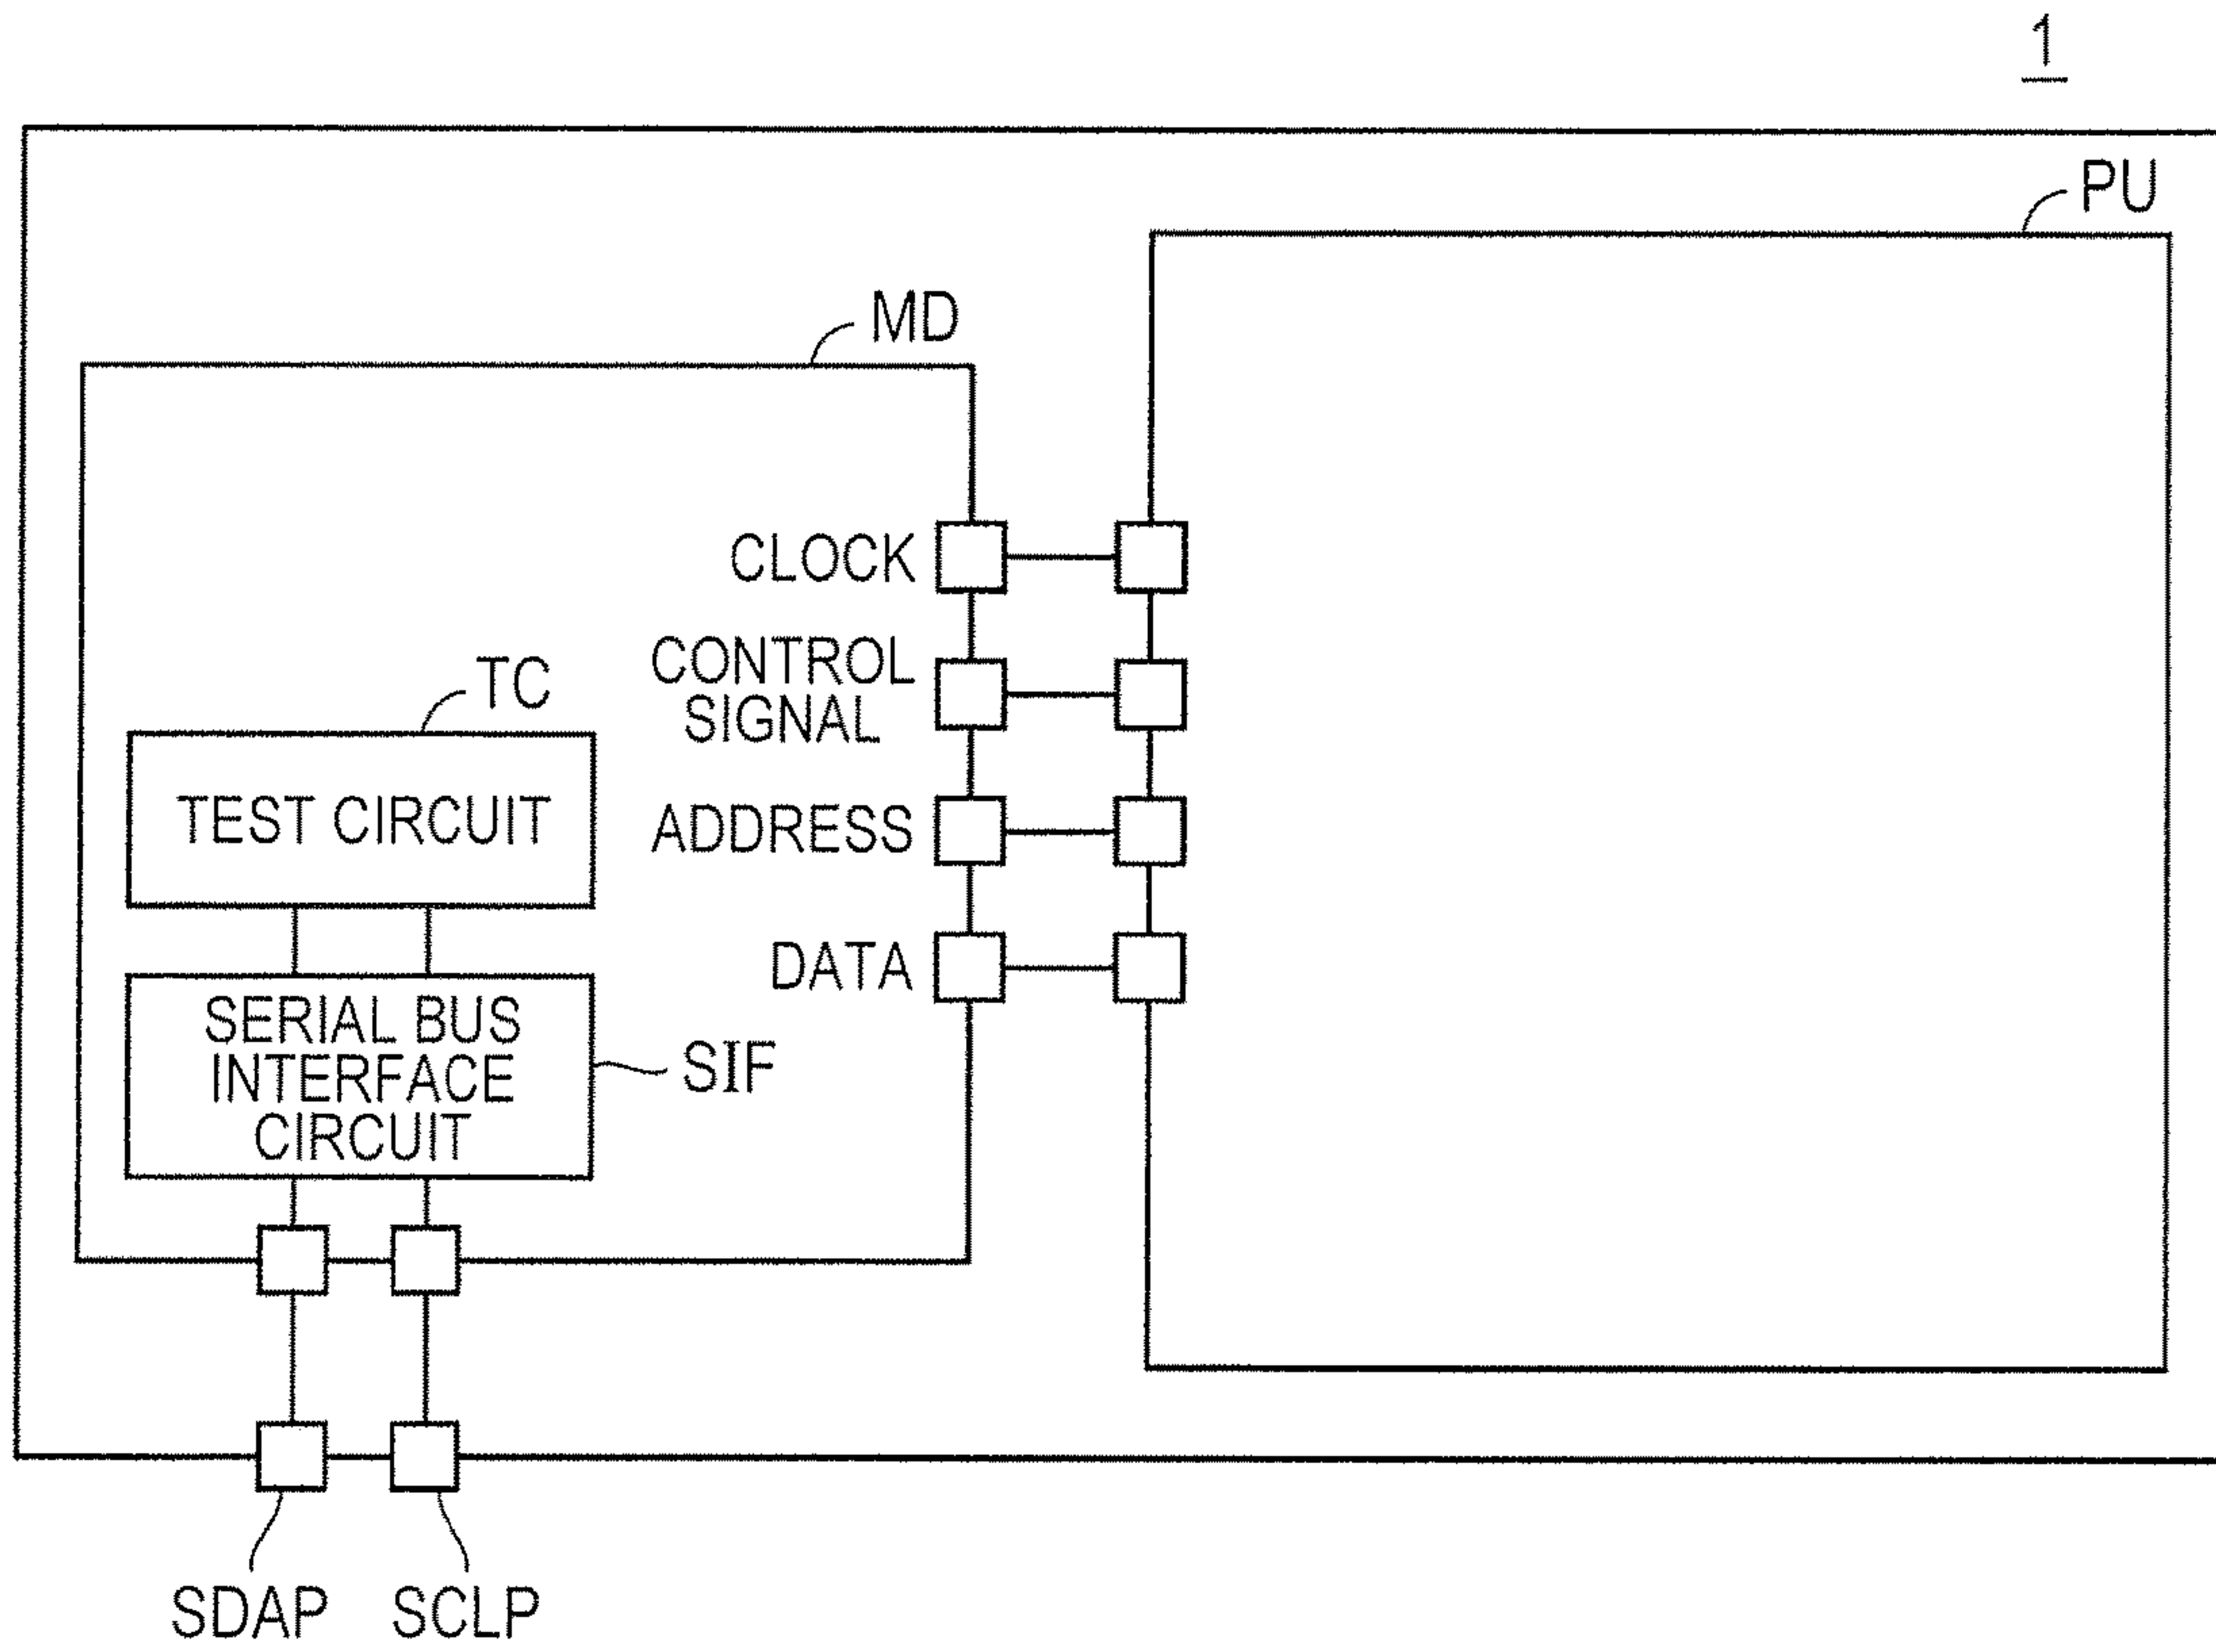 1
PU
MD
CLOCK
CONTROL
SIGNAL
TC
TEST CIRCUIT
ADDRESS
DATA
SERIAL BUS
INTERFACE
CIRCUIT
SIF
SDAP
SCLP